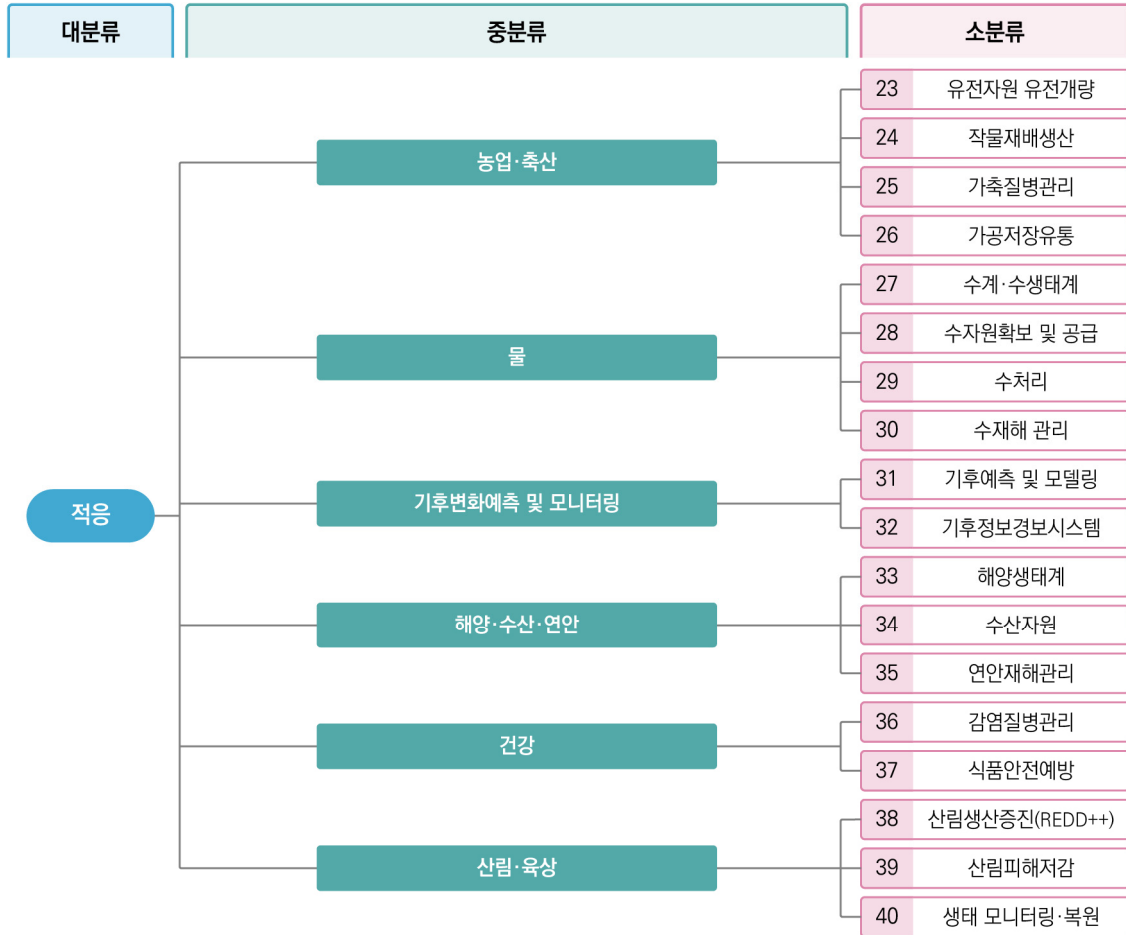 대분류
중분류
소분류
적응
농업·축산
23 유전자원 유전개량
24 작물재배생산
25 가축질병관리
26 가공저장유통
물
27 수계·수생태계
28 수자원확보 및 공급
29 수처리
30 수재해 관리
기후변화예측 및 모니터링
31 기후예측 및 모델링
32 기후정보경보시스템
해양·수산·연안
33 해양생태계
34 수산자원
35 연안재해관리
건강
36 감염질병관리
37 식품안전예방
산림·육상
38 산림생산증진(REDD++)
39 산림피해저감
40 생태 모니터링·복원